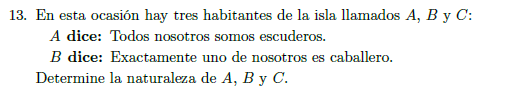 13. En esta ocasión hay tres habitantes de la isla llamados A, B y C:
A dice: Todos nosotros somos escuderos.
B dice: Exactamente uno de nosotros es caballero.
Determine la naturaleza de A, B y C.